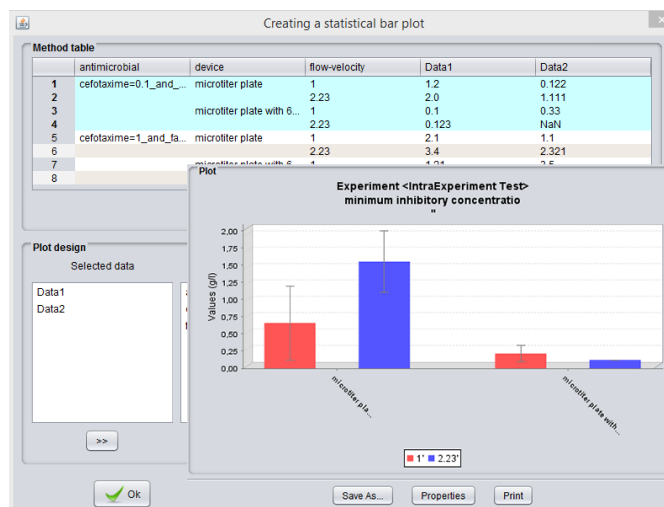 Creating a statistical bar plot
Method table
antimicrobial device flow-velocity Data1 Data2
1 cefotaxime=0.1_and_... microtiter plate 1 1.2 0.122
2 2.23 2.0 1.111
3 microtiter plate with 6... 1 0.1 0.33
4 2.23 0.123 NaN
5 cefotaxime=1_and_fa... microtiter plate 1 2.1 1.1
6 2.23 3.4 2.321
7
8
Plot
Experiment <IntraExperiment Test>
minimum inhibitory concentratio
"
Values (g/l)
2,00
1,75
1,50
1,25
1,00
0,75
0,50
0,25
0,00
microtiter pla...
microtiter plate with...
1' 2.23'
Plot design
Selected data
Data1
Data2
>>
Ok
Save As... Properties Print